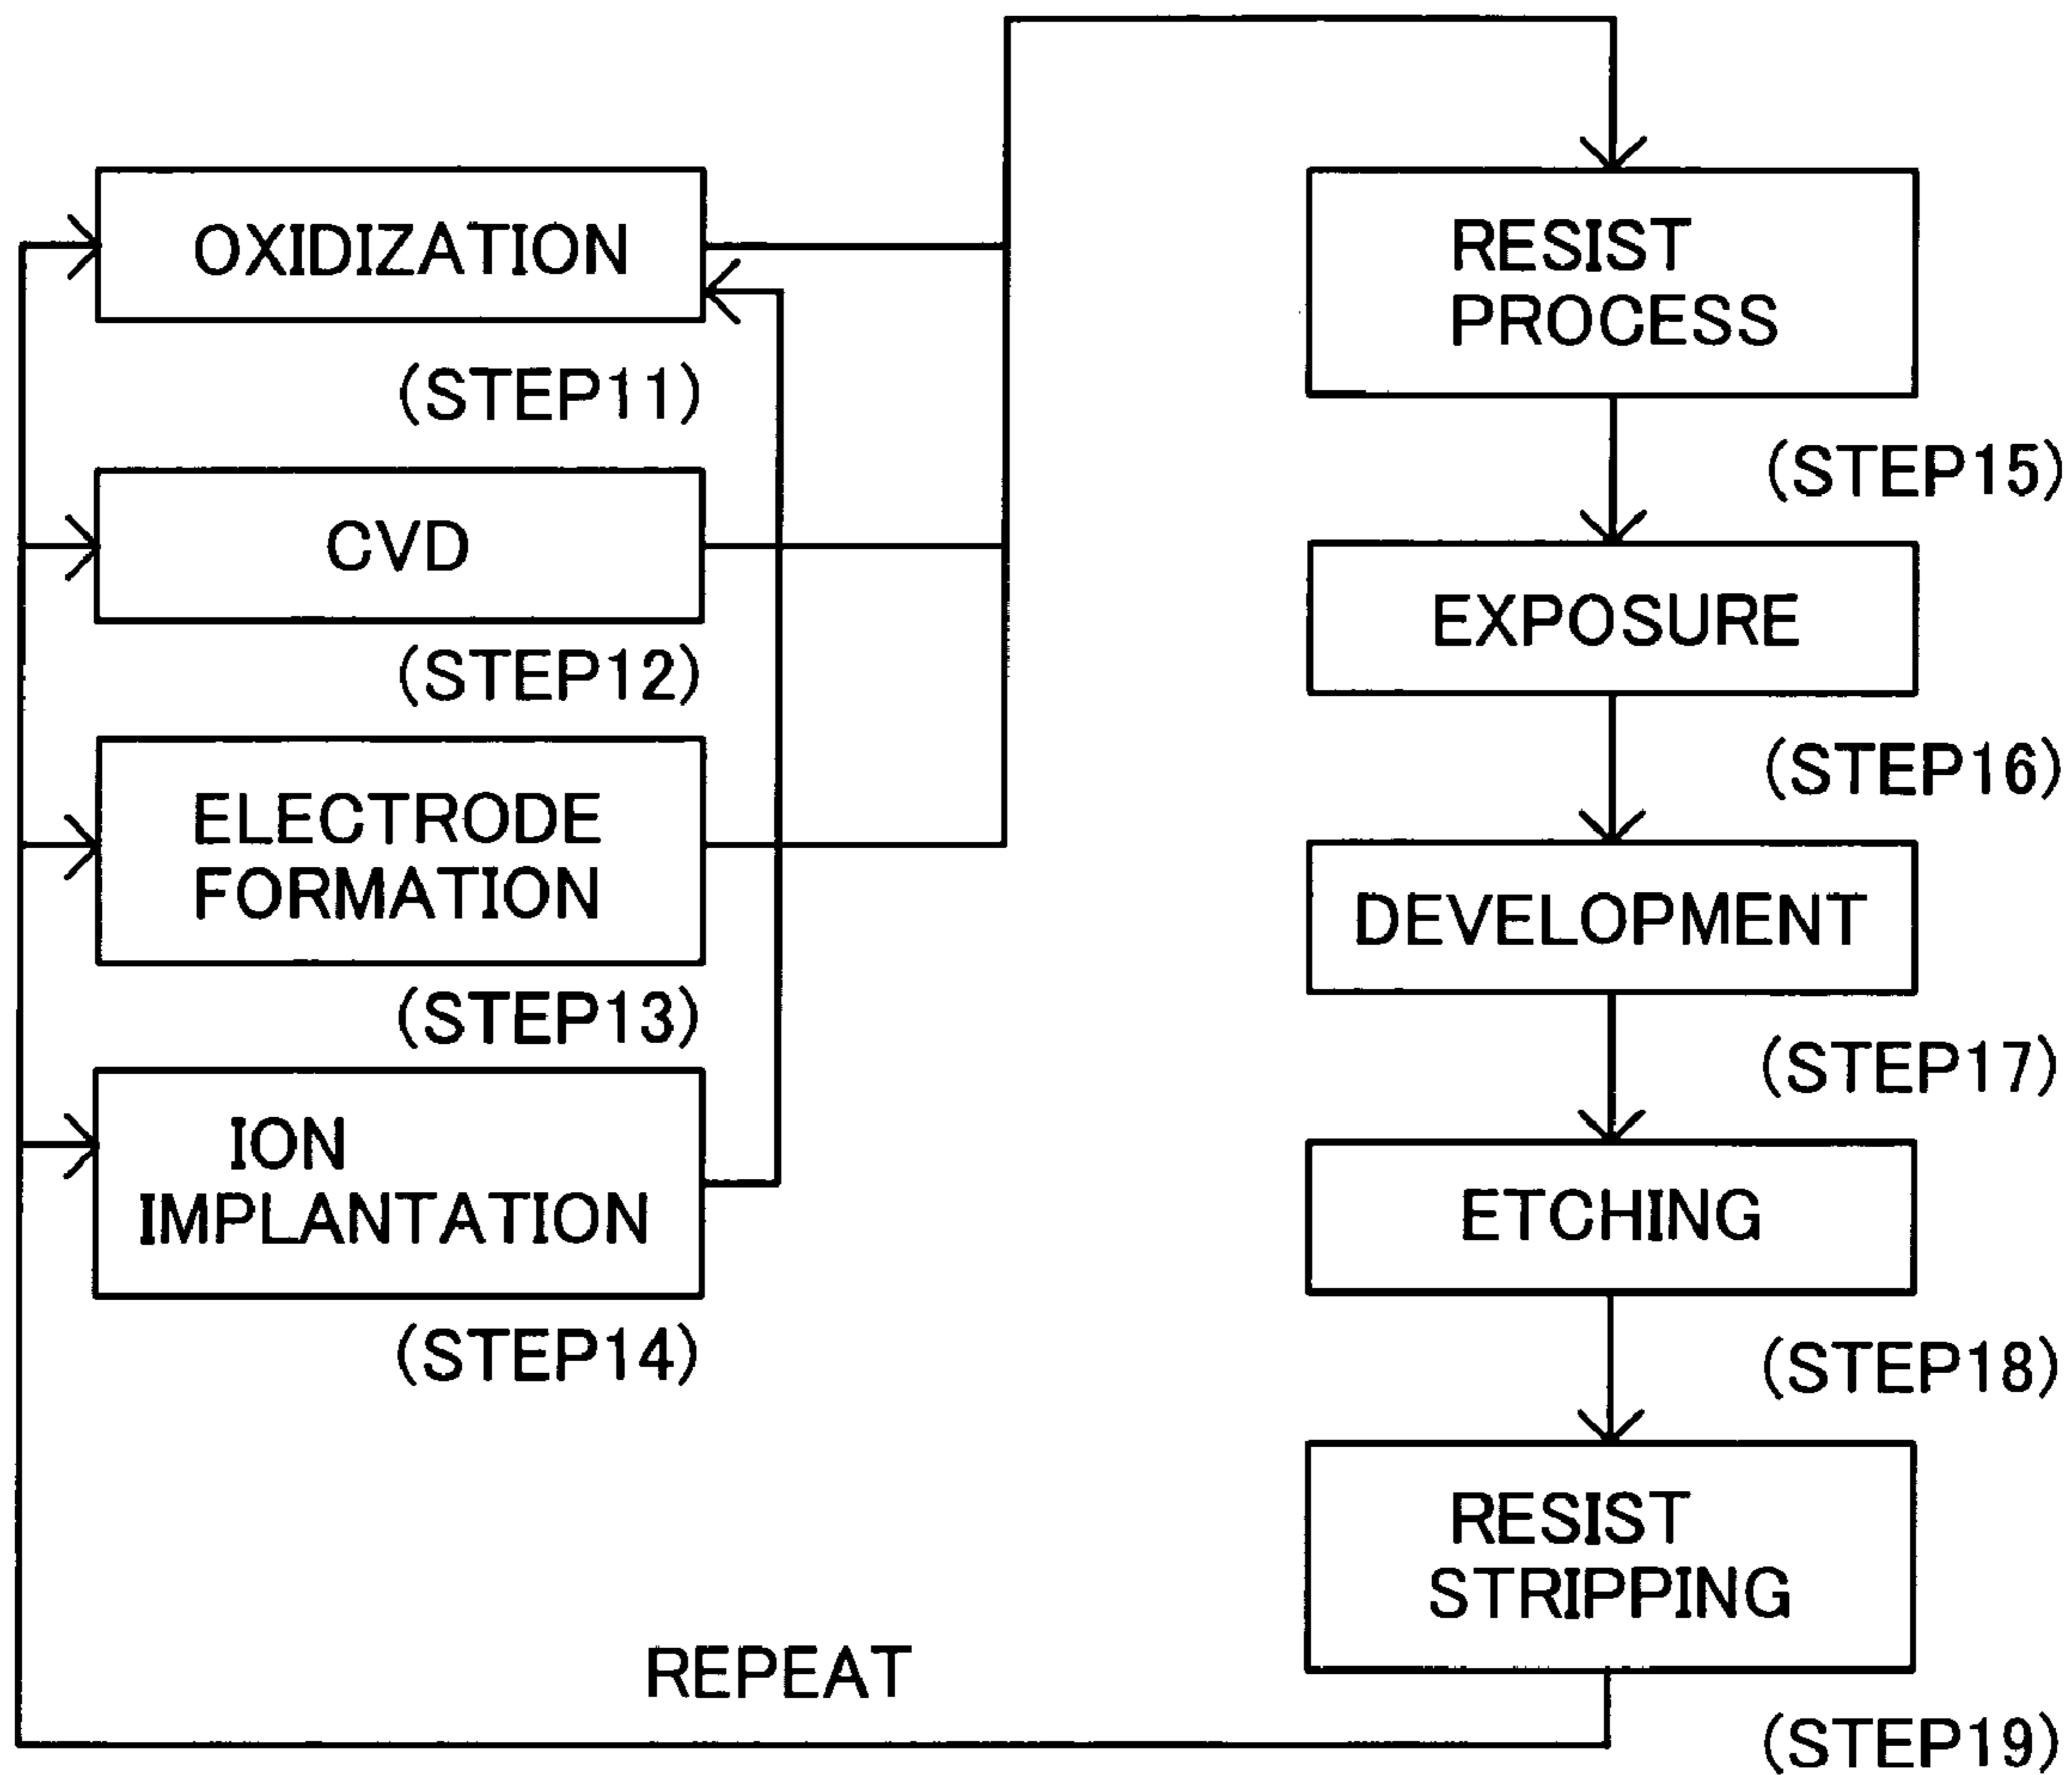 OXIDIZATION
(STEP11)
CVD
(STEP12)
ELECTRODE
FORMATION
(STEP13)
ION
IMPLANTATION
(STEP14)
RESIST
PROCESS
(STEP15)
EXPOSURE
(STEP16)
DEVELOPMENT
(STEP17)
ETCHING
(STEP18)
RESIST
STRIPPING
(STEP19)
REPEAT